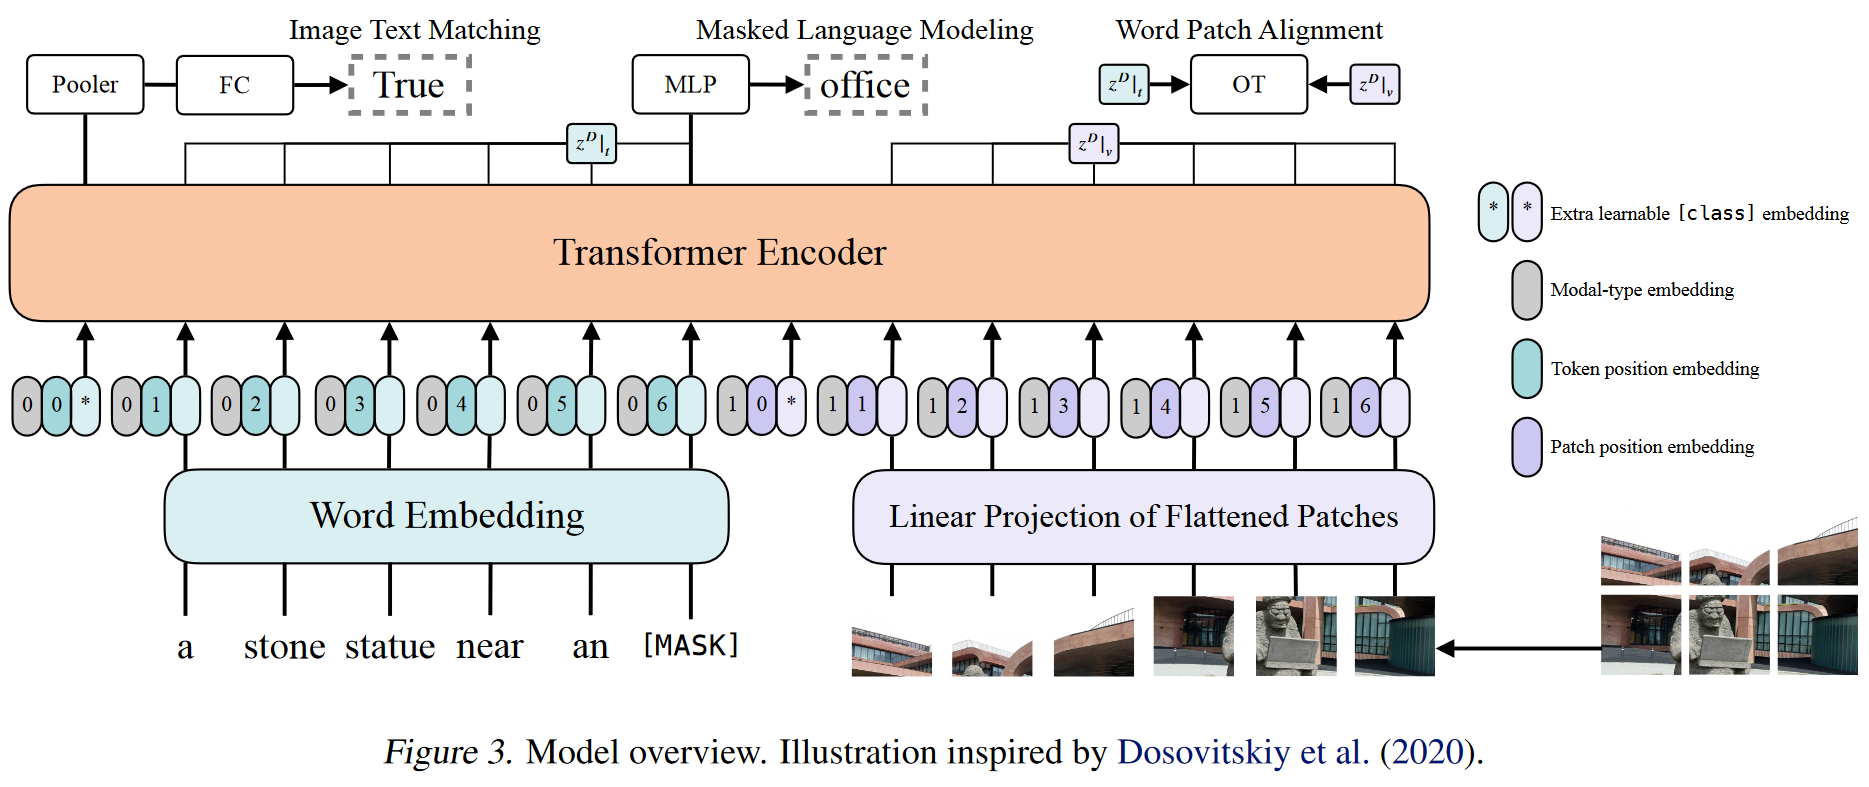 Image Text Matching
Masked Language Modeling
Word Patch Alignment
Pooler
FC
True
MLP
office
z^D|_t
OT
z^D|_v
z^D|_t
z^D|_v
Transformer Encoder
* * Extra learnable [class] embedding
Modal-type embedding
Token position embedding
Patch position embedding
0 0 * 0 1 0 2 0 3 0 4 0 5 0 6 1 0 * 1 1 1 2 1 3 1 4 1 5 1 6
Word Embedding
Linear Projection of Flattened Patches
a stone statue near an [MASK]
Figure 3. Model overview. Illustration inspired by Dosovitskiy et al. (2020).